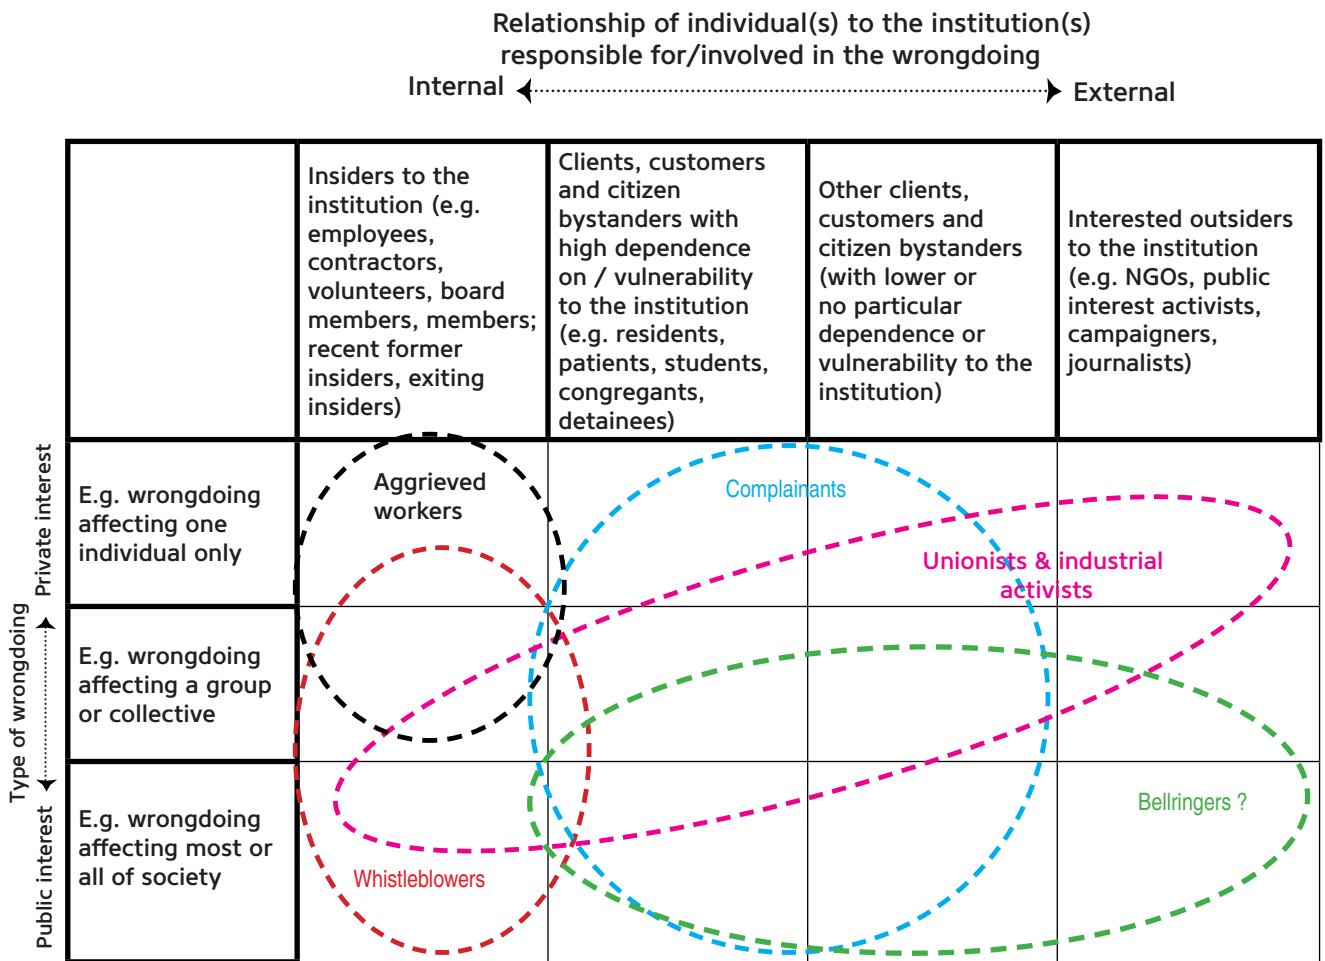 Relationship of individual(s) to the institution(s)
responsible for/involved in the wrongdoing
Internal
External
Insiders to the
institution (e.g.
employees,
contractors,
volunteers, board
members, members;
recent former
insiders, exiting
insiders)
Clients, customers
and citizen
bystanders with
high dependence
on / vulnerability
to the institution
(e.g. residents,
patients, students,
congregants,
detainees)
Other clients,
customers and
citizen bystanders
(with lower or
no particular
dependence or
vulnerability to the
institution)
Interested outsiders
to the institution
(e.g. NGOs, public
interest activists,
campaigners,
journalists)
Type of wrongdoing
Private interest
Public interest
E.g. wrongdoing
affecting one
individual only
E.g. wrongdoing
affecting a group
or collective
E.g. wrongdoing
affecting most or
all of society
Aggrieved
workers
Complainants
Unionists & industrial
activists
Bellringers ?
Whistleblowers